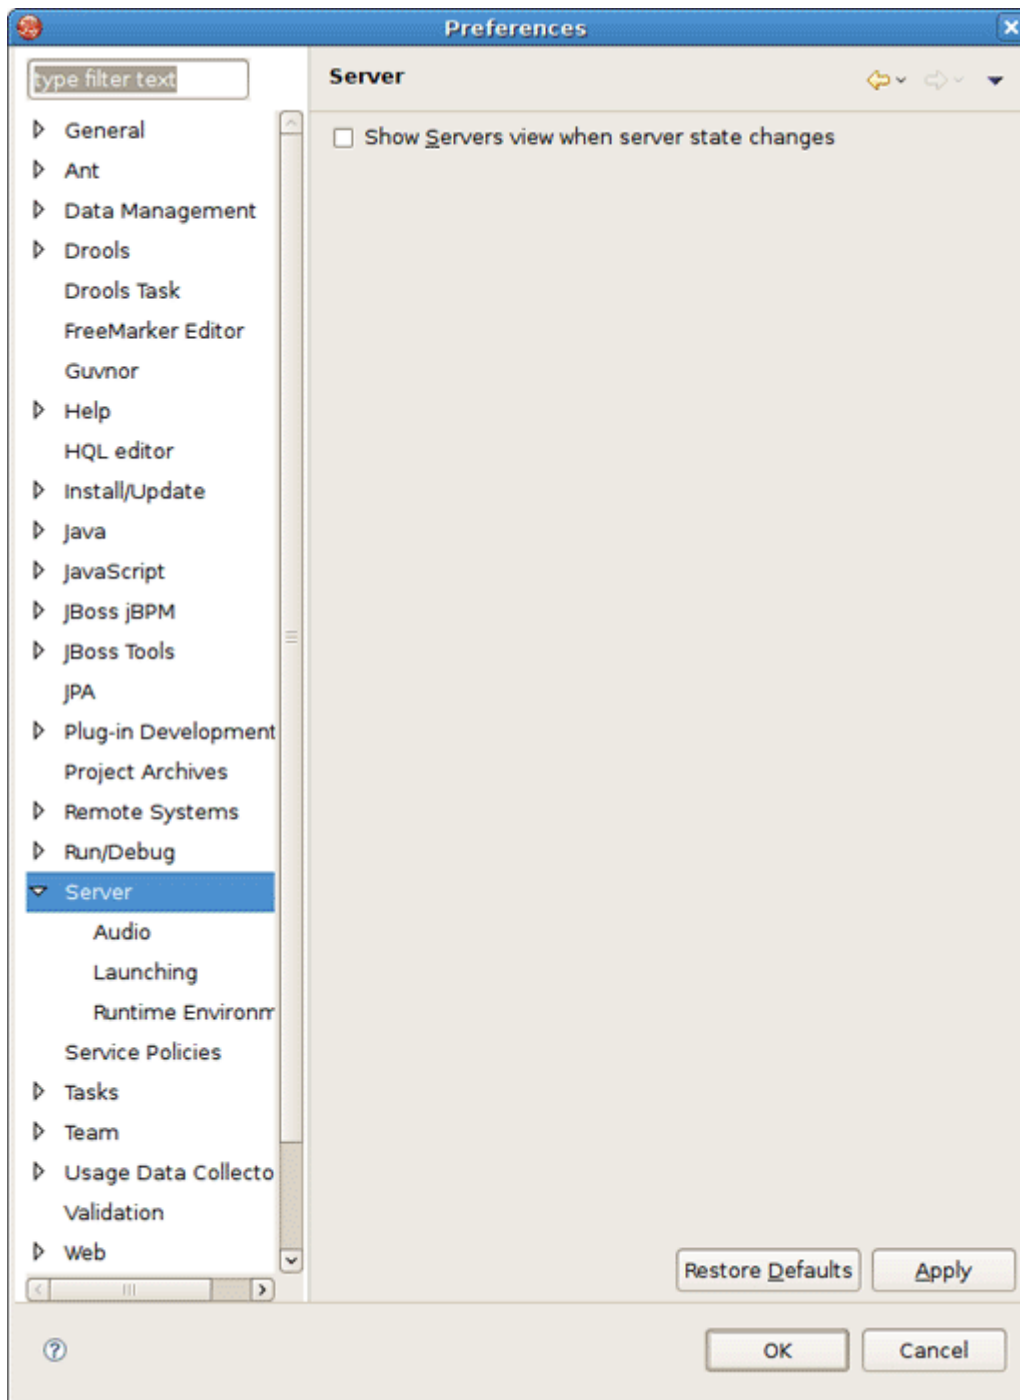 Preferences
type filter text
Server
General
Show Servers view when server state changes
Ant
Data Management
Drools
Drools Task
FreeMarker Editor
Guvnor
Help
HQL editor
Install/Update
Java
JavaScript
JBoss jBPM
JBoss Tools
JPA
Plug-in Development
Project Archives
Remote Systems
Run/Debug
Server
Audio
Launching
Runtime Environm
Service Policies
Tasks
Team
Usage Data Collecto
Validation
Web
Restore Defaults Apply
OK Cancel